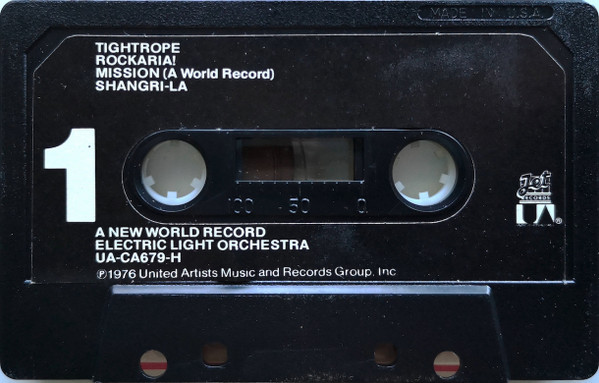 MADE IN U.S.A
TIGHTROPE
ROCKARIA!
MISSION (A World Record)
SHANGRI-LA
1
100 50 0
Jet
RECORDS
UA®
A NEW WORLD RECORD
ELECTRIC LIGHT ORCHESTRA
UA-CA679-H
℗1976 United Artists Music and Records Group, Inc